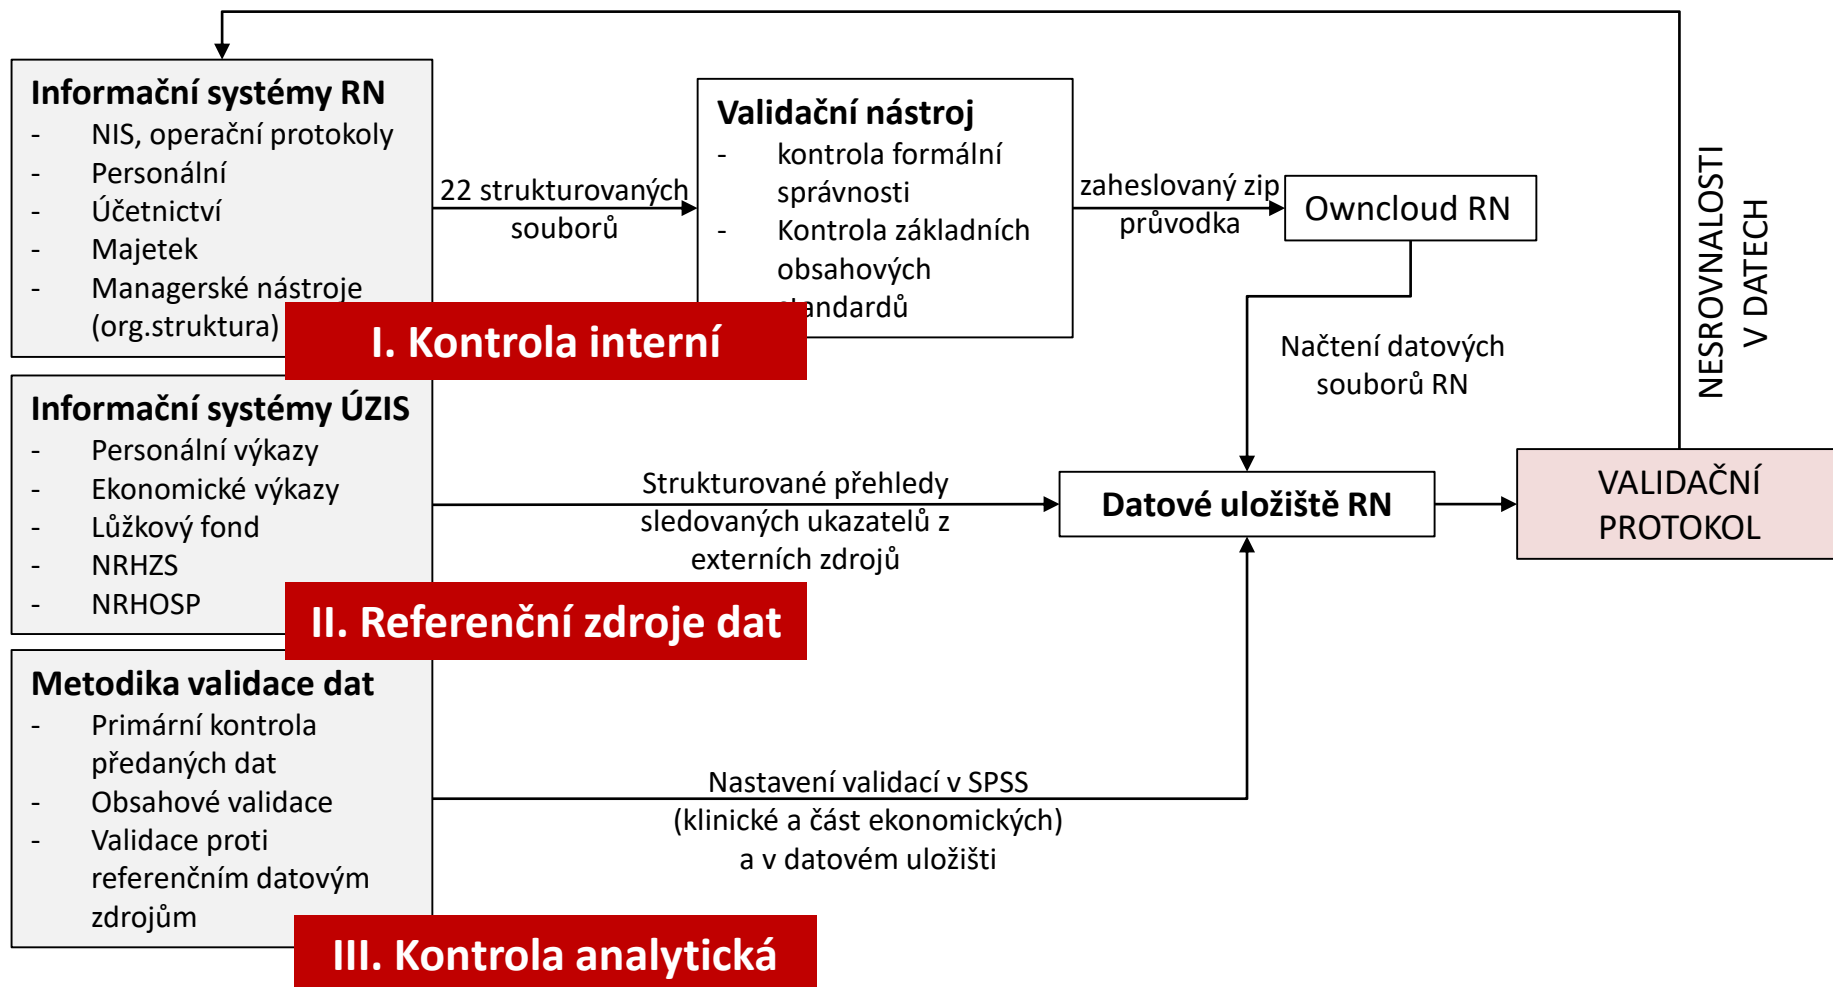 Informační systémy RN
- NIS, operační protokoly
- Personální
- Účetnictví
- Majetek
- Managerské nástroje
(org.struktura)
22 strukturovaných
souborů
Validační nástroj
- kontrola formální
správnosti
- Kontrola základních
obsahových
standardů
zaheslovaný zip
průvodka
Owncloud RN
NESROVNALOSTI
V DATECH
I. Kontrola interní
Načtení datových
souborů RN
Informační systémy ÚZIS
- Personální výkazy
- Ekonomické výkazy
- Lůžkový fond
- NRHZS
- NRHOSP
Strukturované přehledy
sledovaných ukazatelů z
externích zdrojů
Datové uložiště RN
VALIDAČNÍ
PROTOKOL
II. Referenční zdroje dat
Metodika validace dat
- Primární kontrola
předaných dat
- Obsahové validace
- Validace proti
referenčním datovým
zdrojům
Nastavení validací v SPSS
(klinické a část ekonomických)
a v datovém uložišti
III. Kontrola analytická